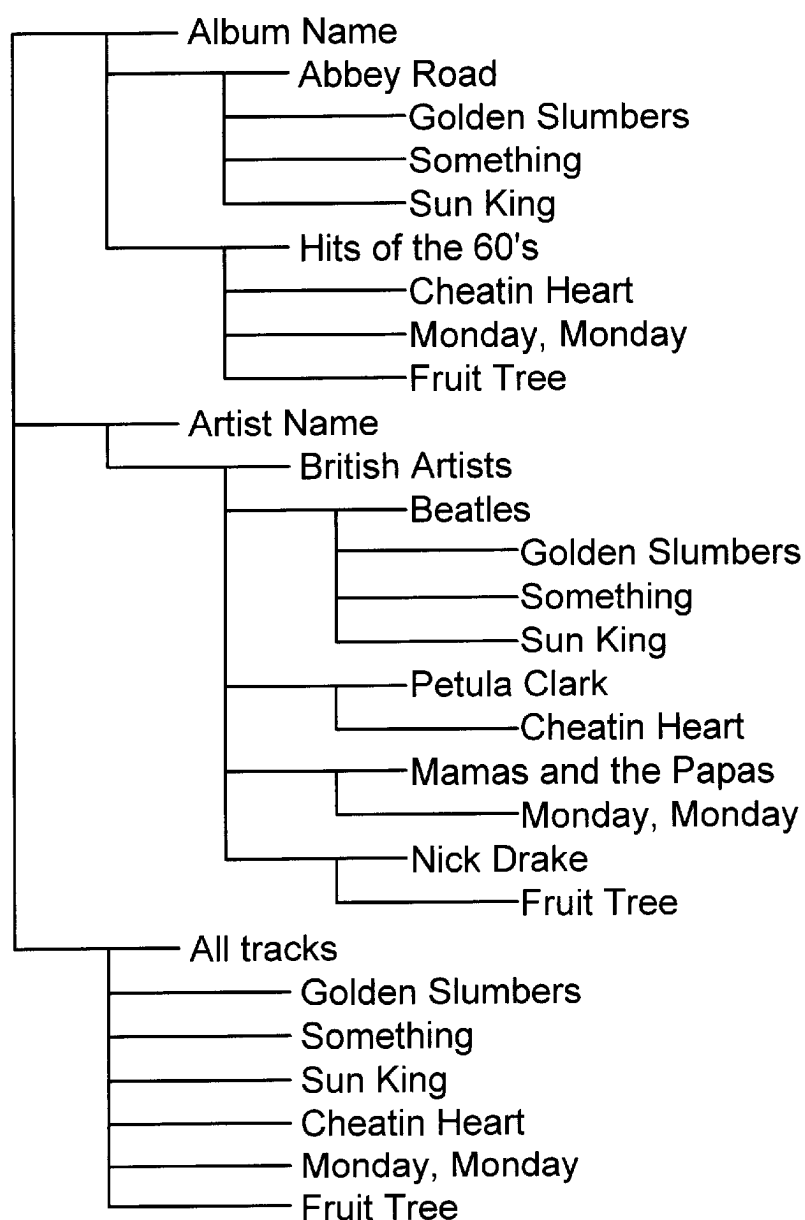 Album Name
Abbey Road
Golden Slumbers
Something
Sun King
Hits of the 60's
Cheatin Heart
Monday, Monday
Fruit Tree
Artist Name
British Artists
Beatles
Golden Slumbers
Something
Sun King
Petula Clark
Cheatin Heart
Mamas and the Papas
Monday, Monday
Nick Drake
Fruit Tree
All tracks
Golden Slumbers
Something
Sun King
Cheatin Heart
Monday, Monday
Fruit Tree